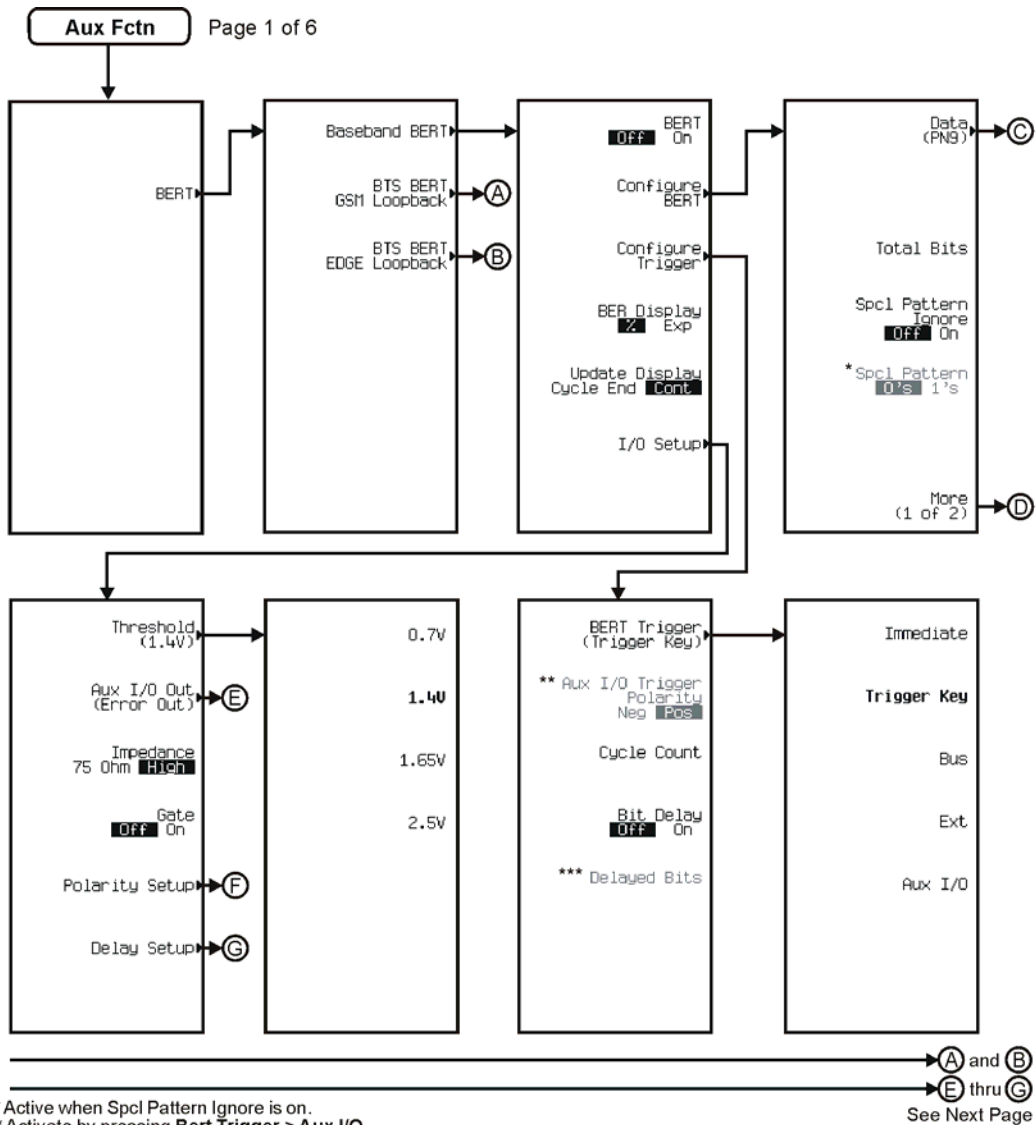 Aux Fctn
Page 1 of 6
BERT
Baseband BERT
BTS BERT
GSM Loopback
A
BTS BERT
EDGE Loopback
B
BERT
Off On
Configure
BERT
Configure
Trigger
BER Display
% Exp
Update Display
Cycle End Cont
I/O Setup
Data
(PN9)
C
Total Bits
Spcl Pattern
Ignore
Off On
*Spcl Pattern
0's 1's
More
(1 of 2)
D
Threshold
(1.4V)
Aux I/O Out
(Error Out)
E
Impedance
75 Ohm High
Gate
Off On
Polarity Setup
F
Delay Setup
G
0.7V
1.4V
1.65V
2.5V
BERT Trigger
(Trigger Key)
** Aux I/O Trigger
Polarity
Neg Pos
Cycle Count
Bit Delay
Off On
*** Delayed Bits
Immediate
Trigger Key
Bus
Ext
Aux I/O
A and B
E thru G
See Next Page
Active when Spcl Pattern Ignore is on.
Activate by pressing Bert Trigger > Aux I/O